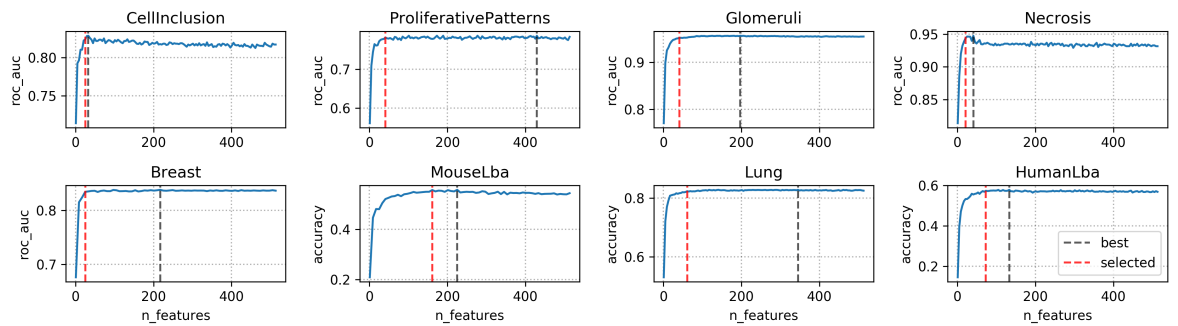 CellInclusion
ProliferativePatterns
Glomeruli
Necrosis
roc_auc
0.80
0.75
0 200 400
roc_auc
0.7
0.6
0 200 400
roc_auc
0.9
0.8
0 200 400
roc_auc
0.95
0.90
0.85
0 200 400
Breast
MouseLba
Lung
HumanLba
roc_auc
0.8
0.7
0 200 400
n_features
accuracy
0.4
0.2
0 200 400
n_features
accuracy
0.8
0.6
0 200 400
n_features
accuracy
0.6
0.4
0.2
0 200 400
n_features
best
selected